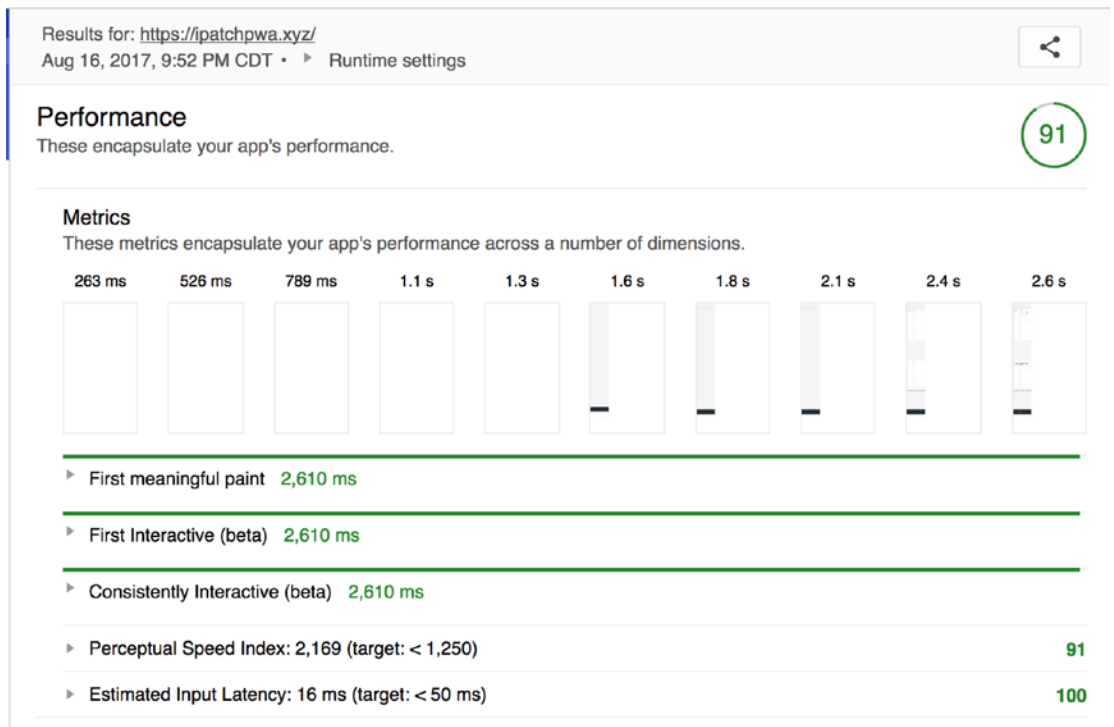 Results for: https://ipatchpwa.xyz/
Aug 16, 2017, 9:52 PM CDT • Runtime settings
Performance
These encapsulate your app's performance.
91
Metrics
These metrics encapsulate your app's performance across a number of dimensions.
263 ms 526 ms 789 ms 1.1 s 1.3 s 1.6 s 1.8 s 2.1 s 2.4 s 2.6 s
First meaningful paint 2,610 ms
First Interactive (beta) 2,610 ms
Consistently Interactive (beta) 2,610 ms
Perceptual Speed Index: 2,169 (target: < 1,250) 91
Estimated Input Latency: 16 ms (target: < 50 ms) 100